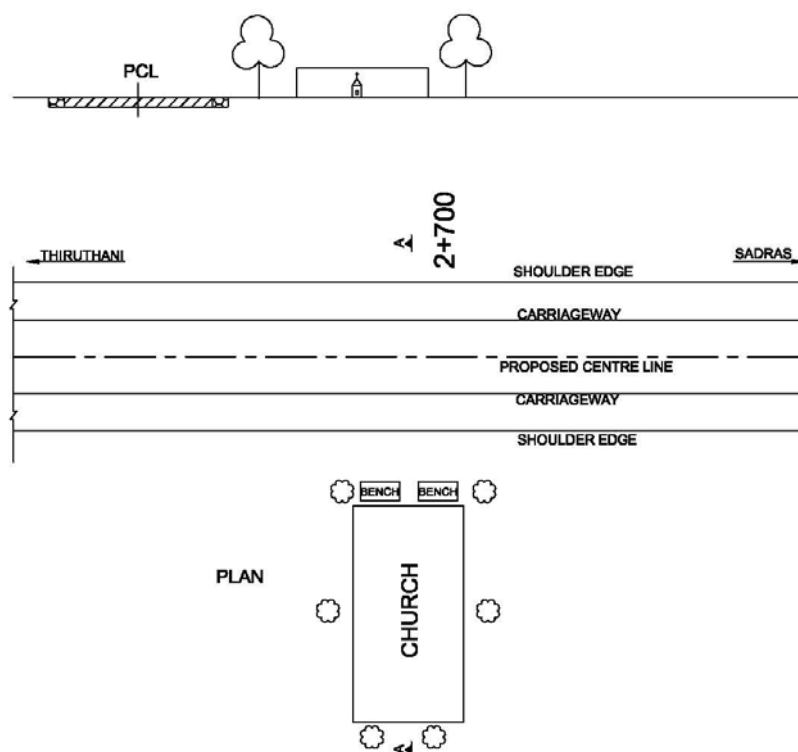 PCL
A
2+700
THIRUTHANI
SADRAS
SHOULDER EDGE
CARRIAGEWAY
PROPOSED CENTRE LINE
CARRIAGEWAY
SHOULDER EDGE
BENCH BENCH
PLAN
CHURCH
A